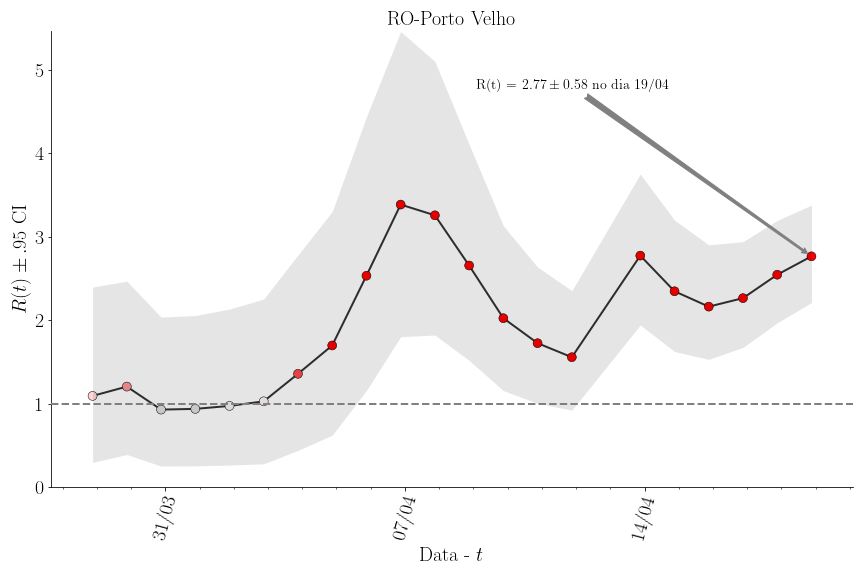 RO-Porto Velho
R(t) = 2.77 ± 0.58 no dia 19/04
R(t) ± .95 CI
5
4
3
2
1
0
31/03
07/04
14/04
Data - t